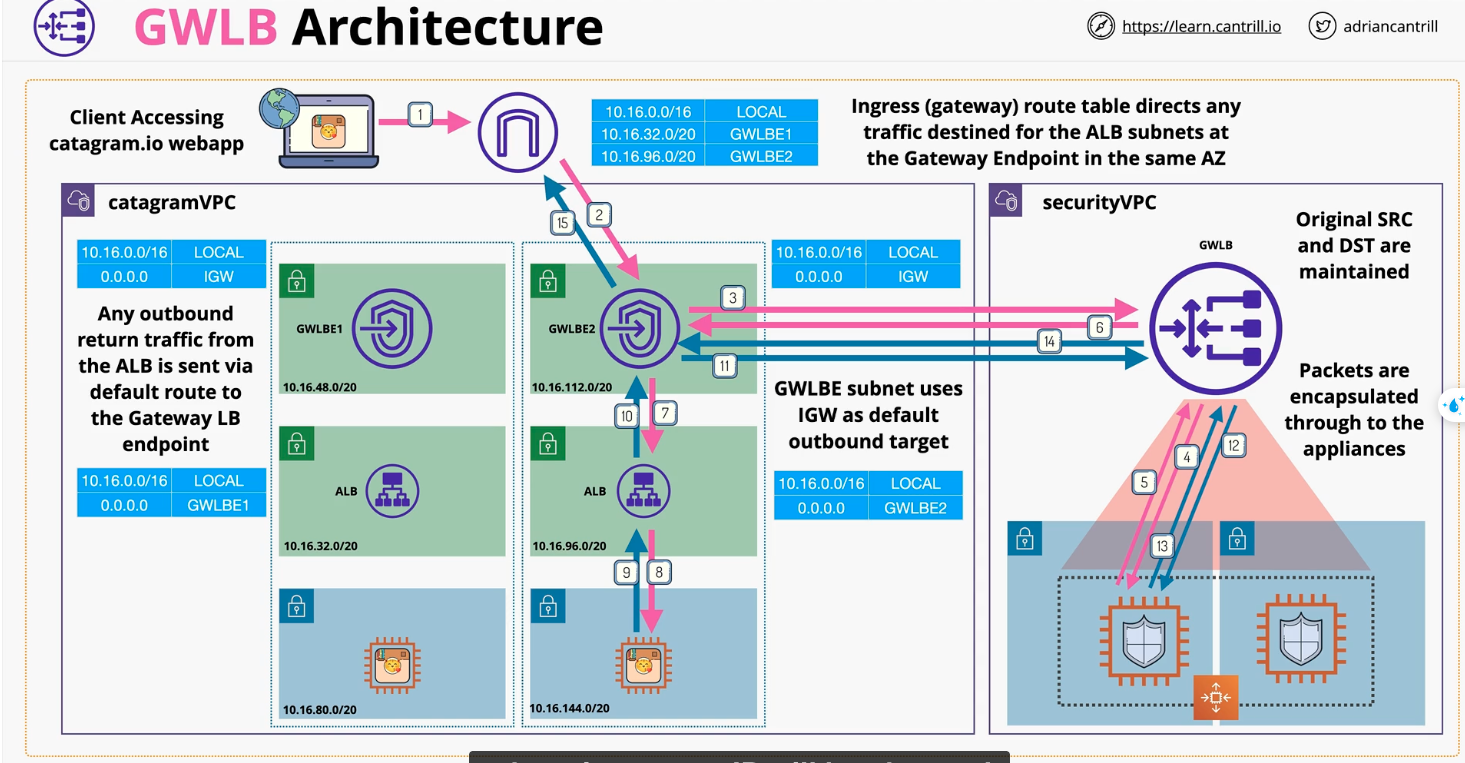 GWLB Architecture
https://learn.cantrill.io
adriancantrill
Client Accessing
catagram.io webapp
1
10.16.0.0/16 LOCAL
10.16.32.0/20 GWLBE1
10.16.96.0/20 GWLBE2
Ingress (gateway) route table directs any
traffic destined for the ALB subnets at
the Gateway Endpoint in the same AZ
catagramVPC
15
2
10.16.0.0/16 LOCAL
0.0.0.0 IGW
Any outbound
return traffic from
the ALB is sent via
default route to
the Gateway LB
endpoint
10.16.0.0/16 LOCAL
0.0.0.0 GWLBE1
GWLBE1
10.16.48.0/20
ALB
10.16.32.0/20
10.16.80.0/20
GWLBE2
10.16.112.0/20
10
7
ALB
10.16.96.0/20
9
8
10.16.144.0/20
10.16.0.0/16 LOCAL
0.0.0.0 IGW
3
6
14
11
GWLBE subnet uses
IGW as default
outbound target
10.16.0.0/16 LOCAL
0.0.0.0 GWLBE2
securityVPC
GWLB
Original SRC
and DST are
maintained
Packets are
encapsulated
through to the
appliances
4
12
5
13